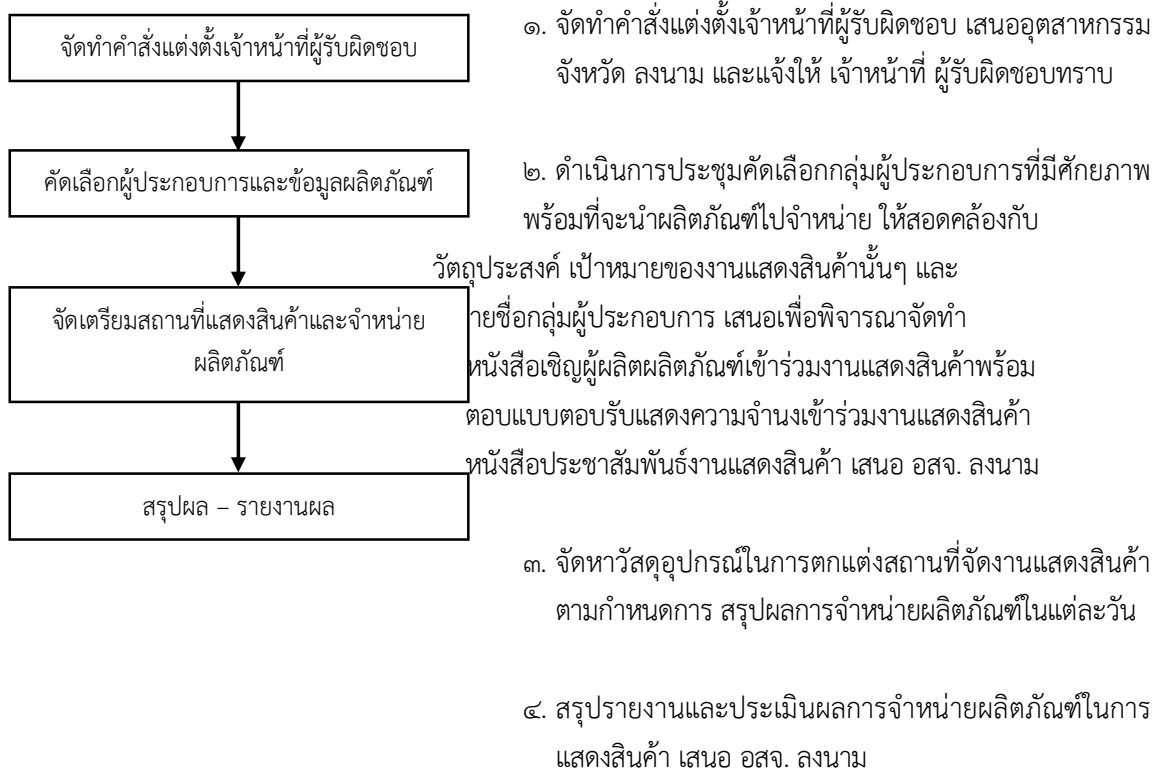 จัดทำคำสั่งแต่งตั้งเจ้าหน้าที่ผู้รับผิดชอบ
คัดเลือกผู้ประกอบการและข้อมูลผลิตภัณฑ์
จัดเตรียมสถานที่แสดงสินค้าและจำหน่าย
ผลิตภัณฑ์
สรุปผล – รายงานผล
๑. จัดทำคำสั่งแต่งตั้งเจ้าหน้าที่ผู้รับผิดชอบ เสนออุตสาหกรรม
จังหวัด ลงนาม และแจ้งให้ เจ้าหน้าที่ ผู้รับผิดชอบทราบ
๒. ดำเนินการประชุมคัดเลือกกลุ่มผู้ประกอบการที่มีศักยภาพ
พร้อมที่จะนำผลิตภัณฑ์ไปจำหน่าย ให้สอดคล้องกับ
วัตถุประสงค์ เป้าหมายของงานแสดงสินค้านั้นๆ และ
ายชื่อกลุ่มผู้ประกอบการ เสนอเพื่อพิจารณาจัดทำ
หนังสือเชิญผู้ผลิตผลิตภัณฑ์เข้าร่วมงานแสดงสินค้าพร้อม
ตอบแบบตอบรับแสดงความจำนงเข้าร่วมงานแสดงสินค้า
หนังสือประชาสัมพันธ์งานแสดงสินค้า เสนอ อสจ. ลงนาม
๓. จัดหาวัสดุอุปกรณ์ในการตกแต่งสถานที่จัดงานแสดงสินค้า
ตามกำหนดการ สรุปผลการจำหน่ายผลิตภัณฑ์ในแต่ละวัน
๔. สรุปรายงานและประเมินผลการจำหน่ายผลิตภัณฑ์ในการ
แสดงสินค้า เสนอ อสจ. ลงนาม